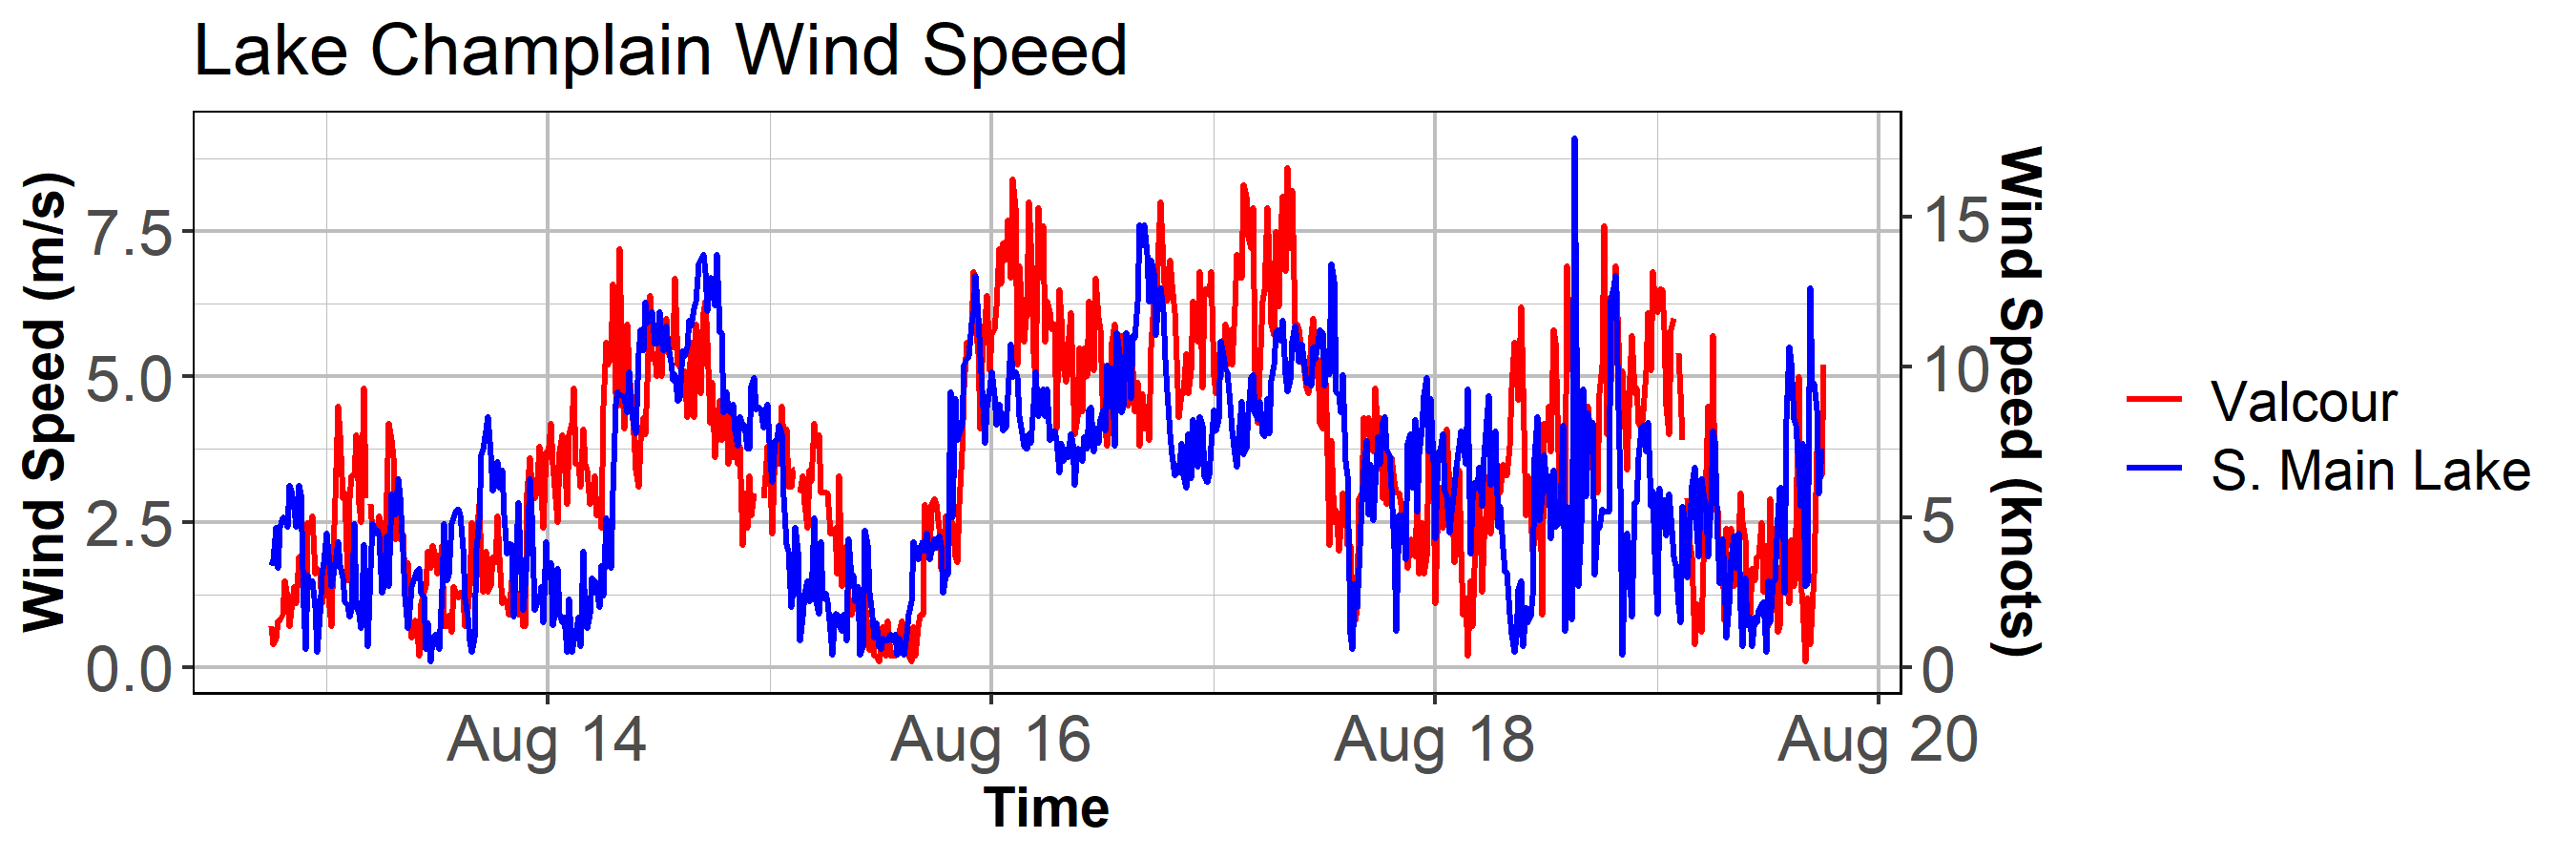 Lake Champlain Wind Speed
Wind Speed (m/s)
7.5
5.0
2.5
0.0
15
10
5
0
Wind Speed (knots)
Valcour
S. Main Lake
Aug 14
Aug 16
Aug 18
Aug 20
Time